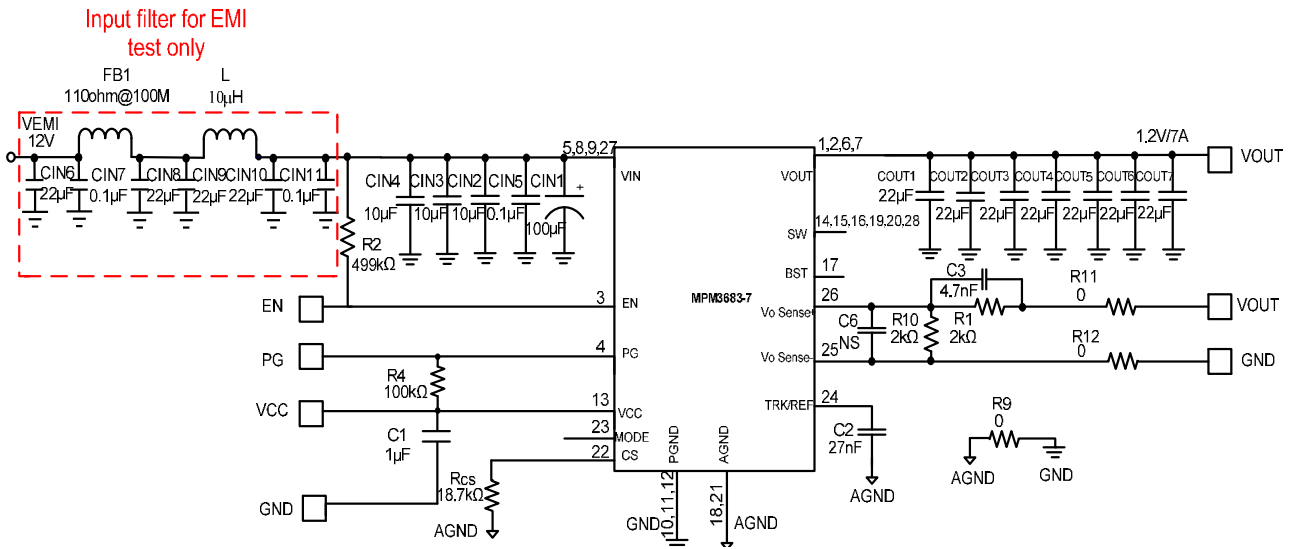 Input filter for EMI
test only
FB1
110ohm@100M
L
10µH
VEMI
12V
CIN6
22µF
CIN7
0.1µF
CIN8
22µF
CIN9
22µF
CIN10
22µF
CIN11
0.1µF
R2
499kΩ
CIN4
10µF
CIN3
10µF
CIN2
10µF
CIN5
0.1µF
CIN1
+
100µF
5,8,9,27
VIN
1,2,6,7
VOUT
1.2V/7A
VOUT
COUT1
22µF
COUT2
22µF
COUT3
22µF
COUT4
22µF
COUT5
22µF
COUT6
22µF
COUT7
22µF
14,15,16,19,20,28
SW
17
BST
MPM3683-7
EN
3
EN
26
Vo Sense+
C3
4.7nF
R11
0
VOUT
C6
NS
R10
2kΩ
R1
2kΩ
R12
0
PG
4
PG
25
Vo Sense-
GND
R4
100kΩ
VCC
13
VCC
24
TRK/REF
C1
1µF
23
MODE
22
CS
C2
27nF
AGND
R9
0
AGND
GND
Rcs
18.7kΩ
AGND
GND
PGND
10,11,12
GND
AGND
18,21
AGND